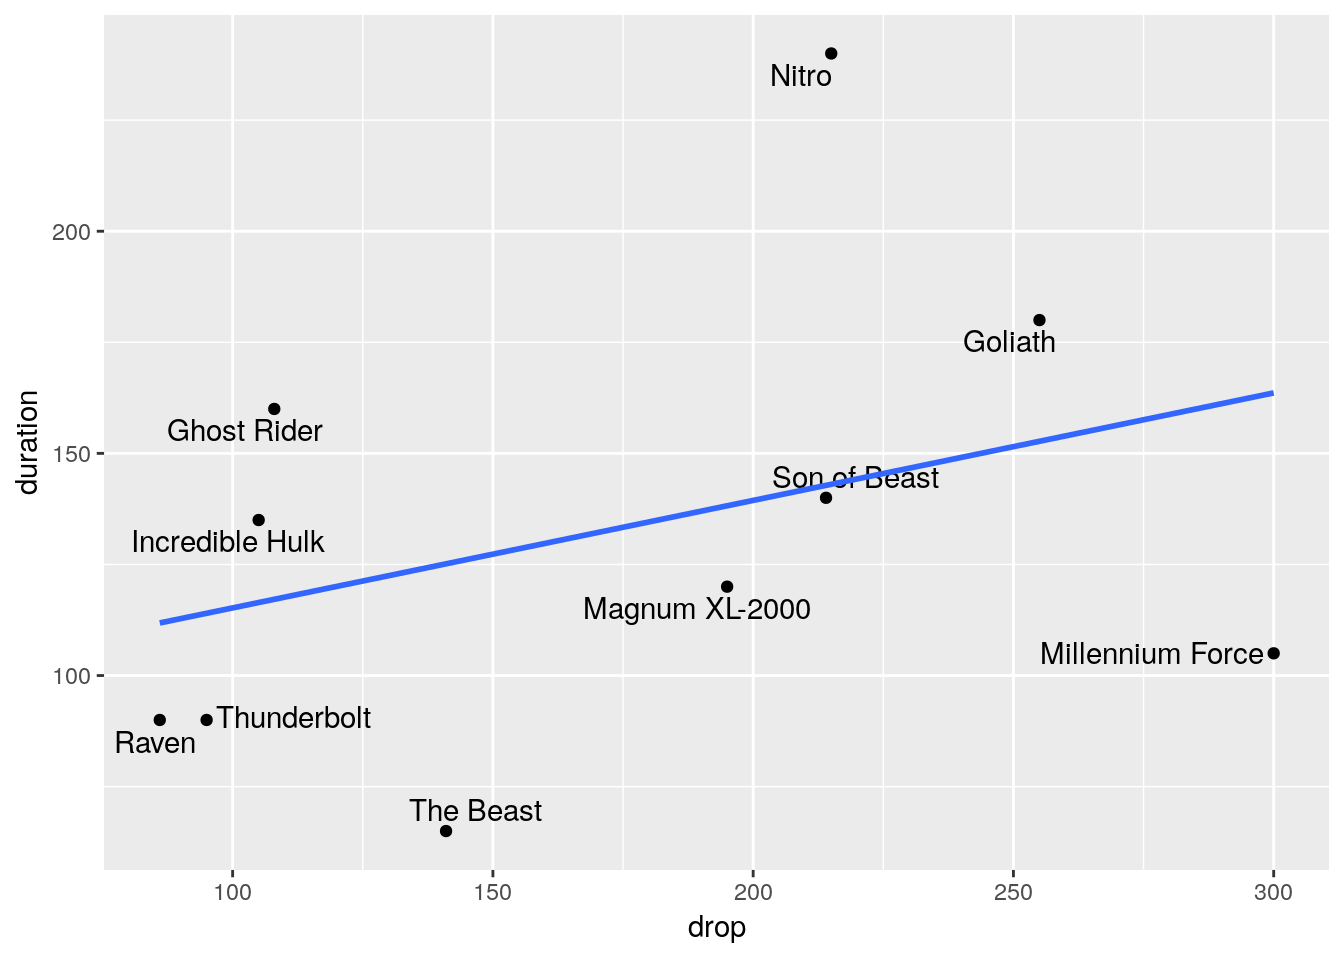 Nitro
200
Goliath
Ghost Rider
150
Son of Beast
Incredible Hulk
Magnum XL-2000
Millennium Force
100
Thunderbolt
Raven
The Beast
duration
100 150 200 250 300
drop